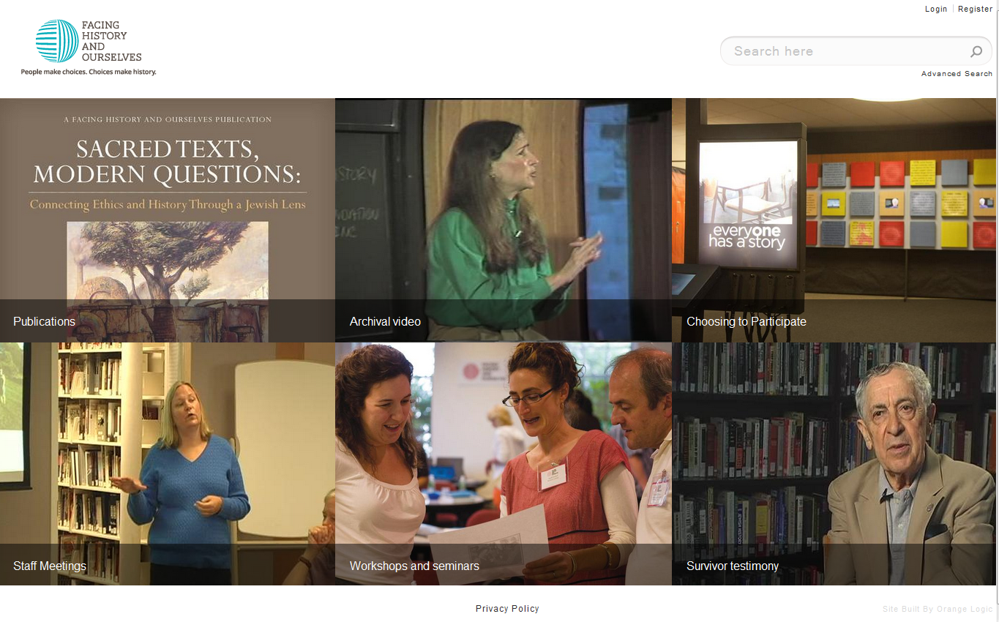 Login
Register
FACING
HISTORY
AND
OURSELVES
People make choices. Choices make history.
Search here
Advanced Search
A FACING HISTORY AND OURSELVES PUBLICATION
SACRED TEXTS,
MODERN QUESTIONS:
Connecting Ethics and History Through a Jewish Lens
Publications
Archival video
everyone
has a story
Choosing to Participate
Staff Meetings
Workshops and seminars
Survivor testimony
Privacy Policy
Site Built By Orange Logic